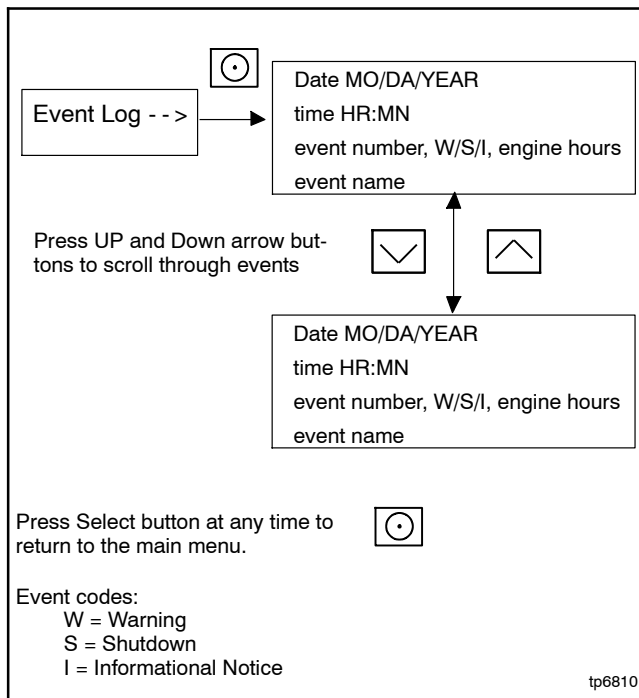 Event Log - - >
Date MO/DA/YEAR
time HR:MN
event number, W/S/I, engine hours
event name
Press UP and Down arrow but-
tons to scroll through events
Date MO/DA/YEAR
time HR:MN
event number, W/S/I, engine hours
event name
Press Select button at any time to
return to the main menu.
Event codes:
W = Warning
S = Shutdown
I = Informational Notice
tp6810